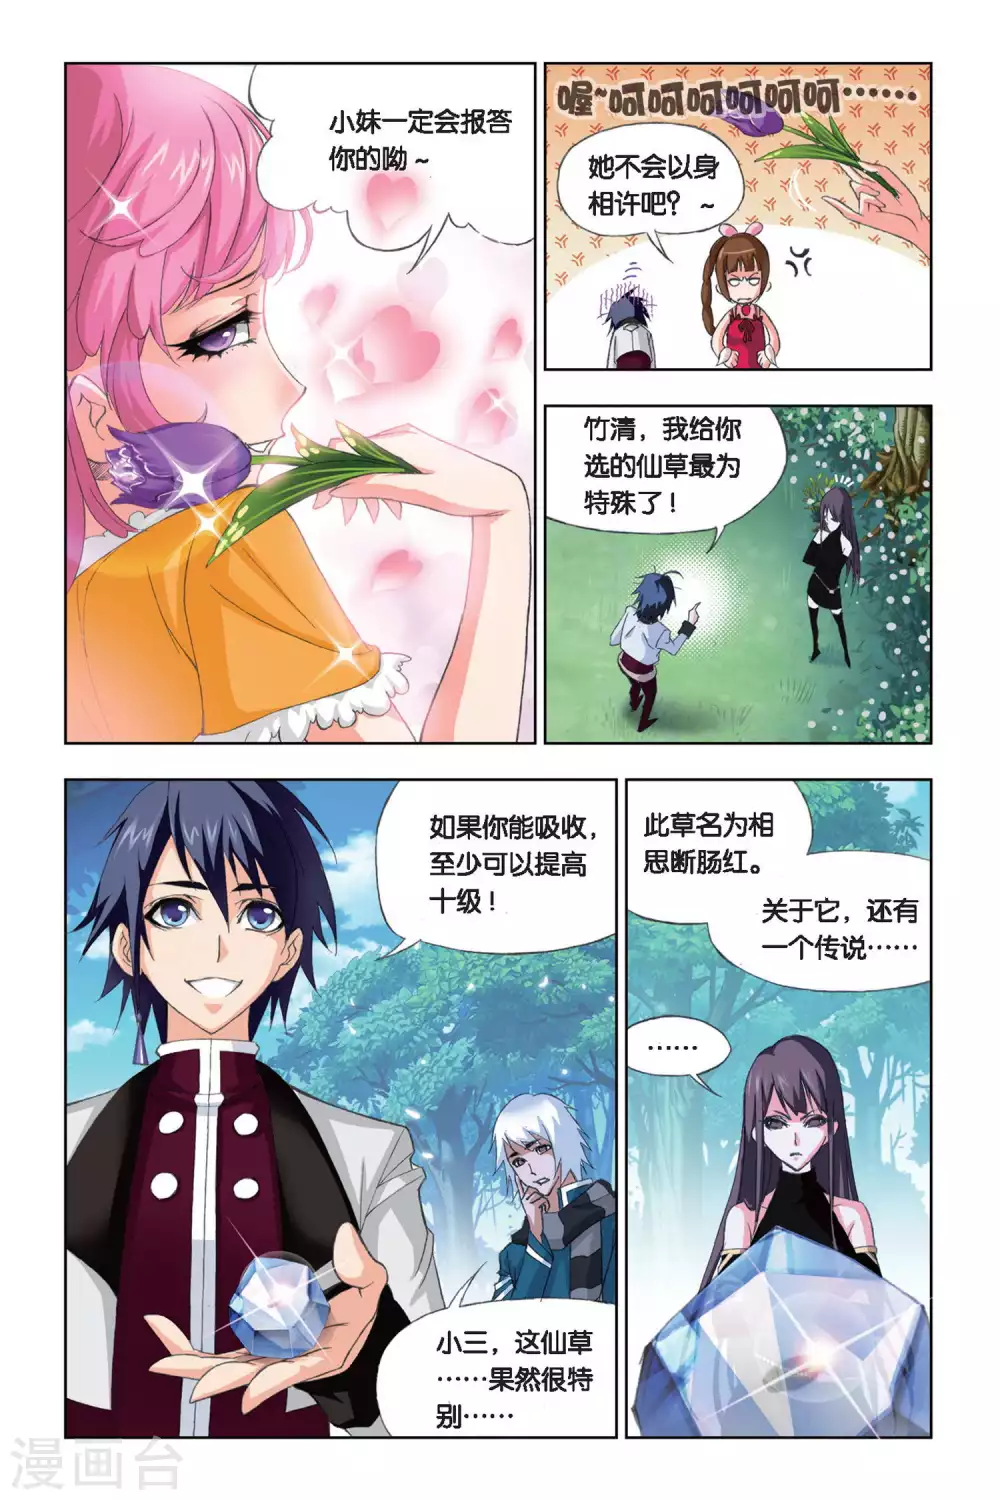 小妹一定会报答
你的呦~
喔~呵呵呵呵呵呵……
她不会以身
相许吧？~
竹清，我给你
选的仙草最为
特殊了！
如果你能吸收，
至少可以提高
十级！
小三，这仙草
……果然很特
别……
此草名为相
思断肠红。
关于它，还有
一个传说……
……
漫画台